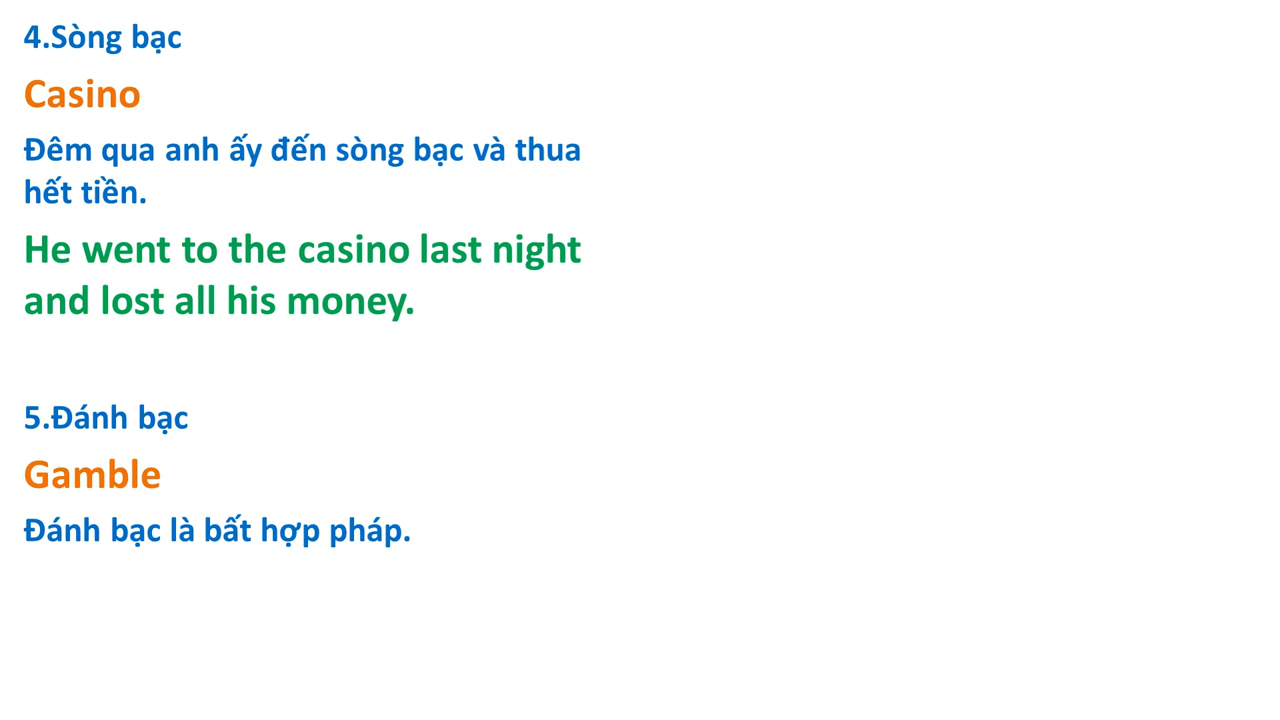 4.Sòng bạc
Casino
Đêm qua anh ấy đến sòng bạc và thua
hết tiền.
He went to the casino last night
and lost all his money.
5.Đánh bạc
Gamble
Đánh bạc là bất hợp pháp.